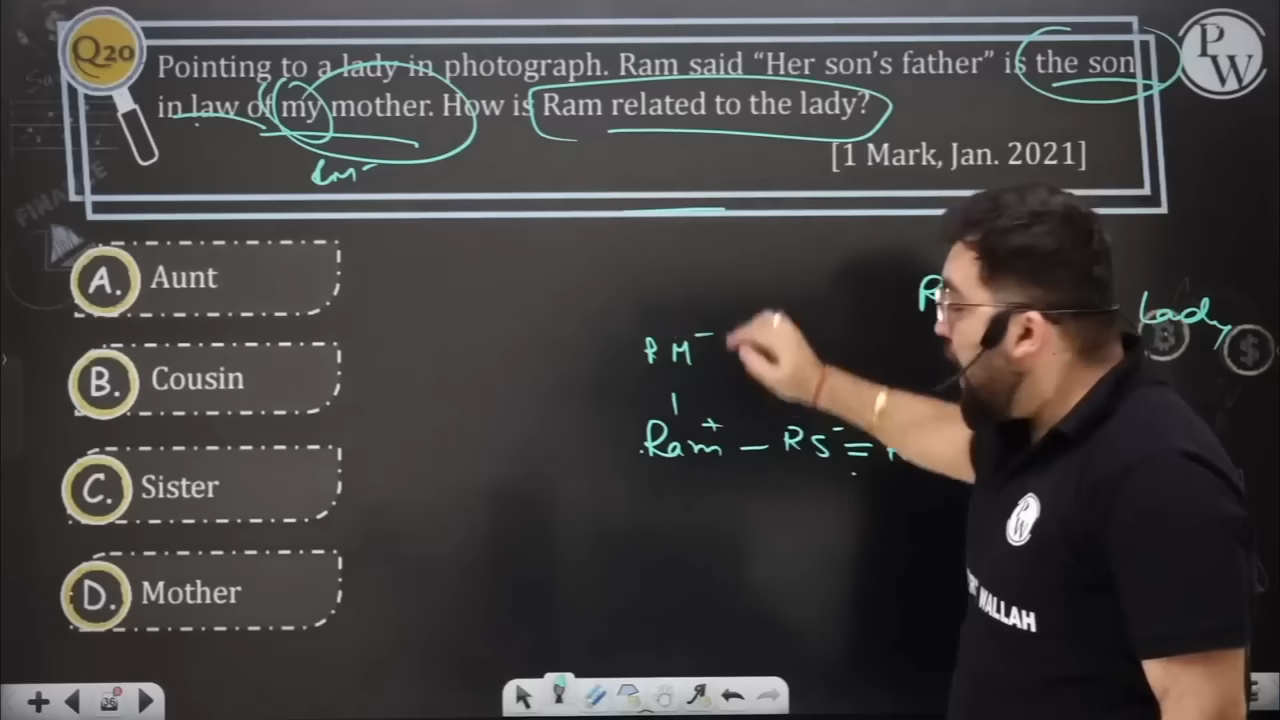 Q20
Pointing to a lady in photograph. Ram said “Her son’s father” is the son
in law of my mother. How is Ram related to the lady?
[1 Mark, Jan. 2021]
P
W
A. Aunt
B. Cousin
C. Sister
D. Mother
lady
RM⁻
Ram⁺ – RS⁻ =
WALLAH
36